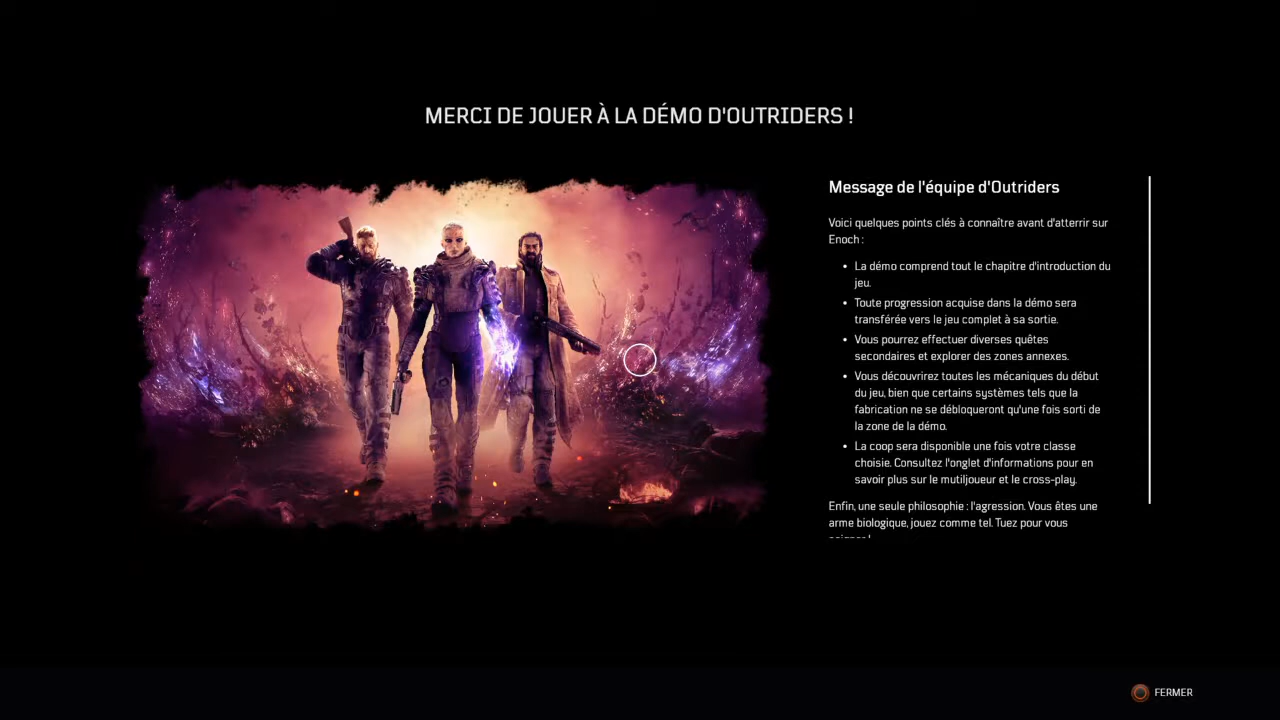 MERCI DE JOUER À LA DÉMO D'OUTRIDERS !
Message de l'équipe d'Outriders
Voici quelques points clés à connaître avant d'atterrir sur
Enoch :
• La démo comprend tout le chapitre d'introduction du
jeu.
• Toute progression acquise dans la démo sera
transférée vers le jeu complet à sa sortie.
• Vous pourrez effectuer diverses quêtes
secondaires et explorer des zones annexes.
• Vous découvrirez toutes les mécaniques du début
du jeu, bien que certains systèmes tels que la
fabrication ne se débloqueront qu'une fois sorti de
la zone de la démo.
• La coop sera disponible une fois votre classe
choisie. Consultez l'onglet d'informations pour en
savoir plus sur le mutiljoueur et le cross-play.
Enfin, une seule philosophie : l'agression. Vous êtes une
arme biologique, jouez comme tel. Tuez pour vous
FERMER